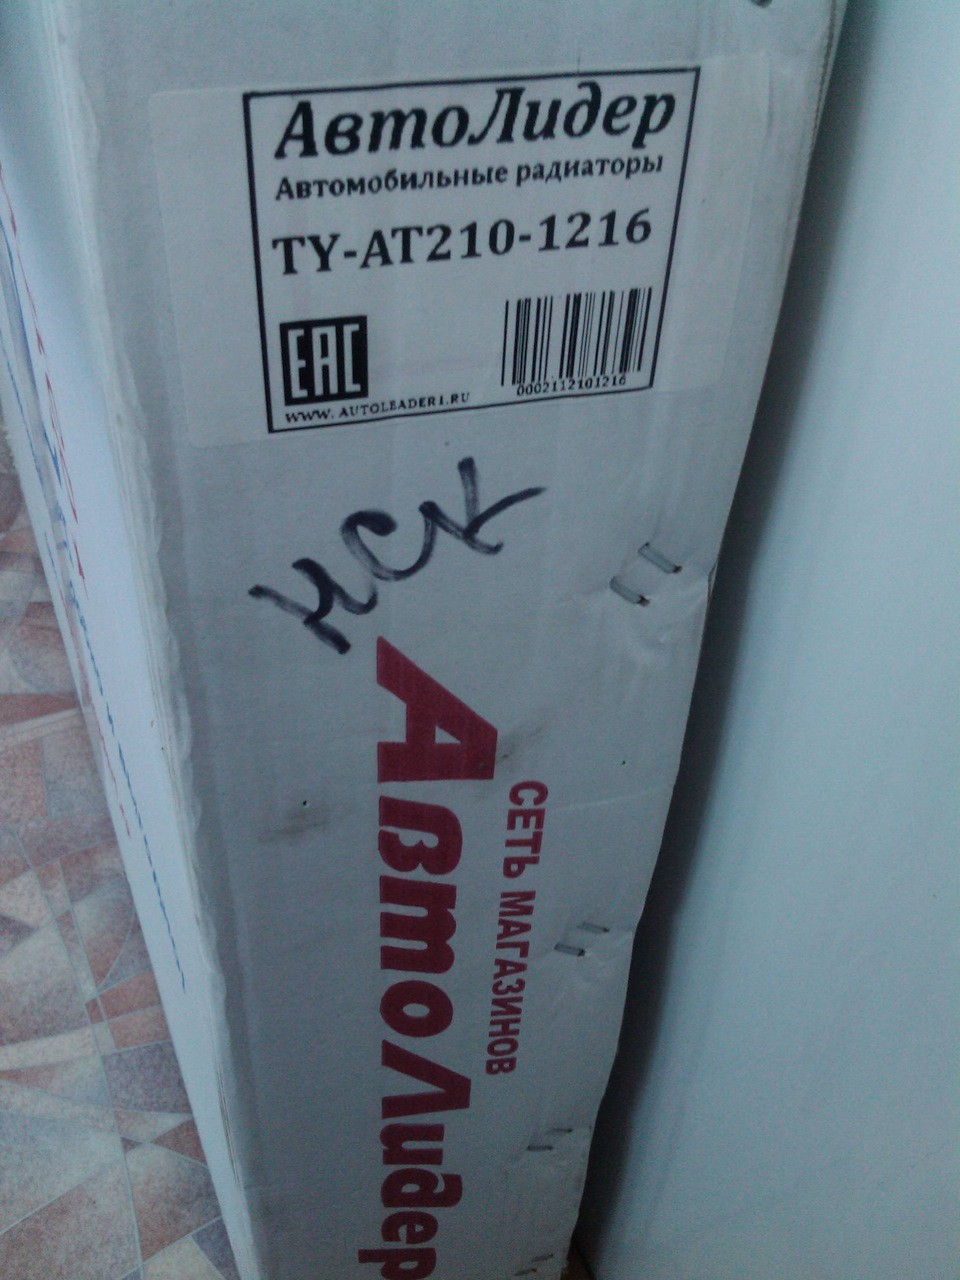 АвтоЛидер
Автомобильные радиаторы
TY-AT210-1216
EAC
WWW. AUTOLEADER1.RU
0002112101216
нск
СЕТЬ МАГАЗИНОВ
АвтоЛидер